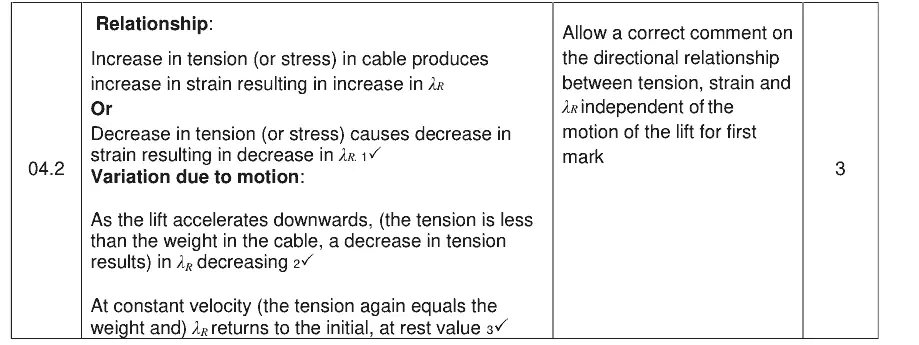 Relationship:
Increase in tension (or stress) in cable produces
increase in strain resulting in increase in λR
Or
Decrease in tension (or stress) causes decrease in
strain resulting in decrease in λR. 1✓
04.2
Variation due to motion:
As the lift accelerates downwards, (the tension is less
than the weight in the cable, a decrease in tension
results) in λR decreasing 2✓
At constant velocity (the tension again equals the
weight and) λR returns to the initial, at rest value 3✓
Allow a correct comment on
the directional relationship
between tension, strain and
λR independent of the
motion of the lift for first
mark
3